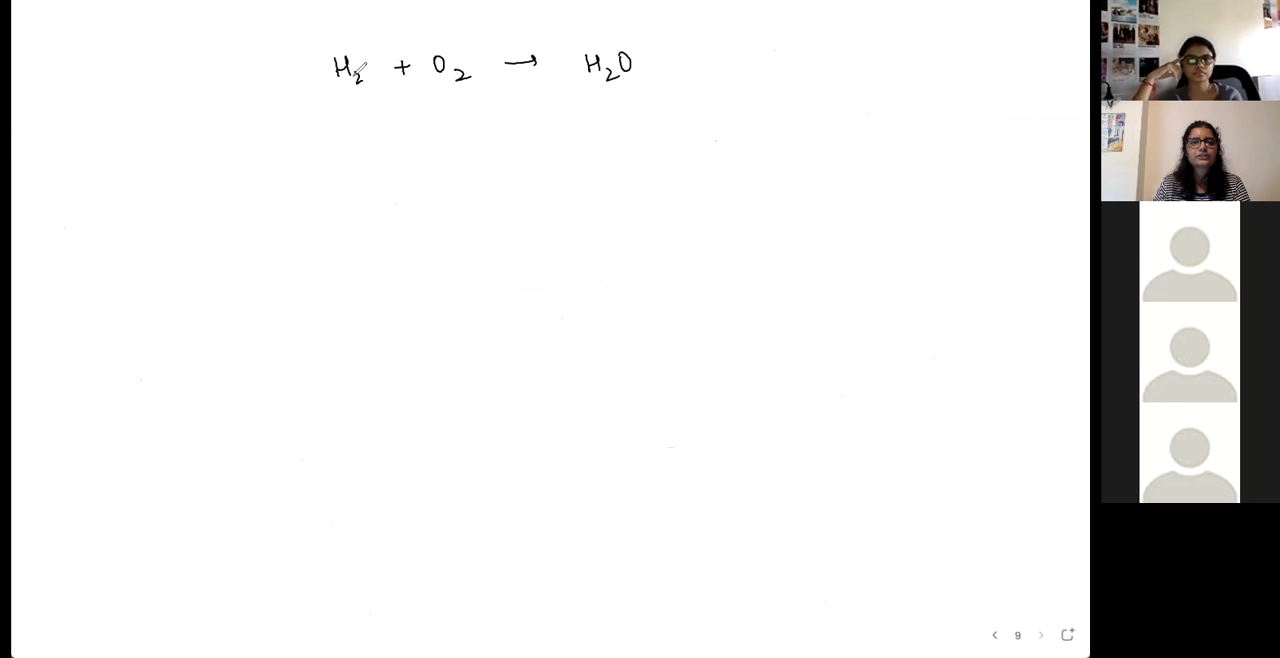 H₂ + O₂ → H₂O
9